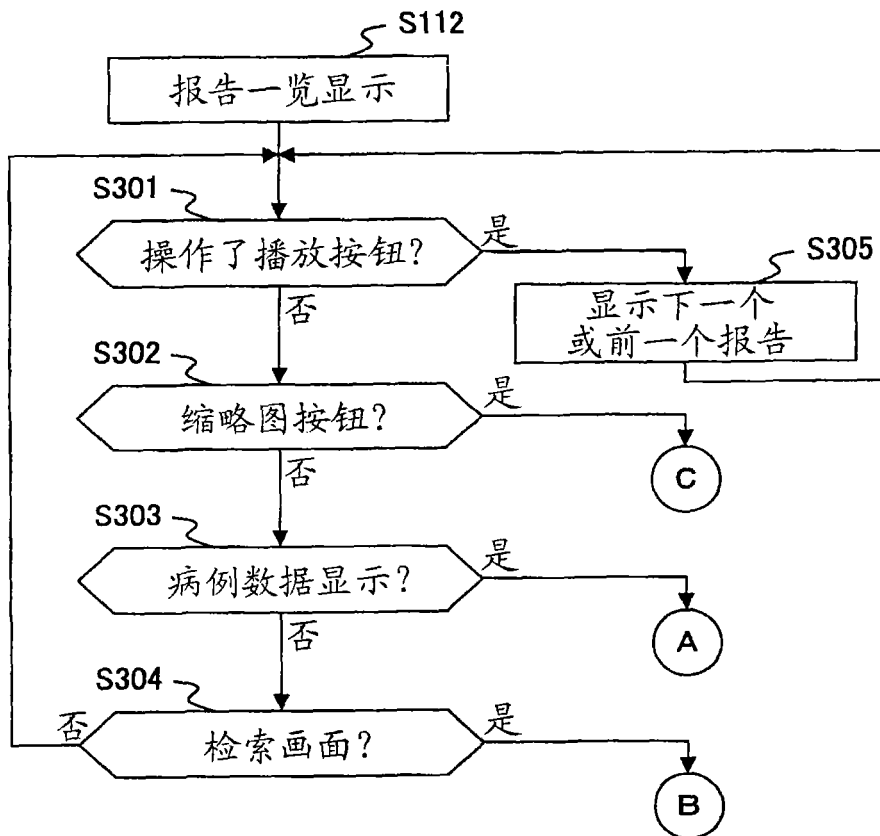 S112
报告一览显示
S301
操作了播放按钮?
是
否
S305
显示下一个
或前一个报告
S302
缩略图按钮?
是
否
C
S303
病例数据显示?
是
否
A
S304
否
检索画面?
是
B